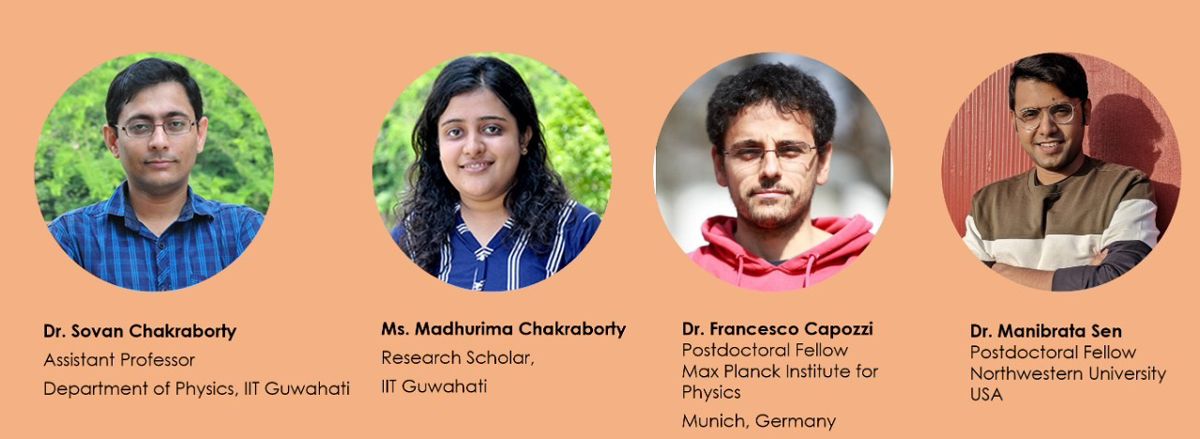 Dr. Sovan Chakraborty
Assistant Professor
Department of Physics, IIT Guwahati
Ms. Madhurima Chakraborty
Research Scholar,
IIT Guwahati
Dr. Francesco Capozzi
Postdoctoral Fellow
Max Planck Institute for
Physics
Munich, Germany
Dr. Manibrata Sen
Postdoctoral Fellow
Northwestern University
USA